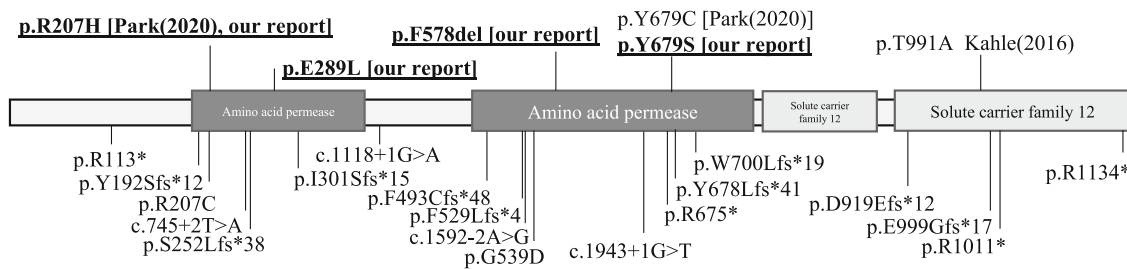 p.R207H [Park(2020), our report]
p.E289L [our report]
p.F578del [our report]
p.Y679C [Park(2020)]
p.Y679S [our report]
p.T991A Kahle(2016)
Amino acid permease
Amino acid permease
Solute carrier
family 12
Solute carrier family 12
p.R113*
p.Y192Sfs*12
p.R207C
c.745+2T>A
p.S252Lfs*38
p.I301Sfs*15
c.1118+1G>A
p.F493Cfs*48
p.F529Lfs*4
c.1592-2A>G
p.G539D
c.1943+1G>T
p.R675*
p.Y678Lfs*41
p.W700Lfs*19
p.D919Efs*12
p.E999Gfs*17
p.R1011*
p.R1134*